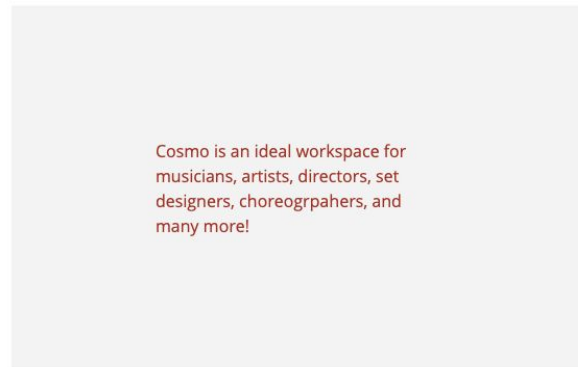 Cosmo is an ideal workspace for
musicians, artists, directors, set
designers, choreogrpahers, and
many more!